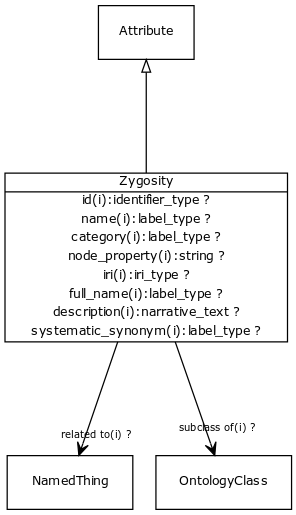 Attribute
Zygosity
id(i):identifier_type ?
name(i):label_type ?
category(i):label_type ?
node_property(i):string ?
iri(i):iri_type ?
full_name(i):label_type ?
description(i):narrative_text ?
systematic_synonym(i):label_type ?
related to(i) ?
subclass of(i) ?
NamedThing
OntologyClass